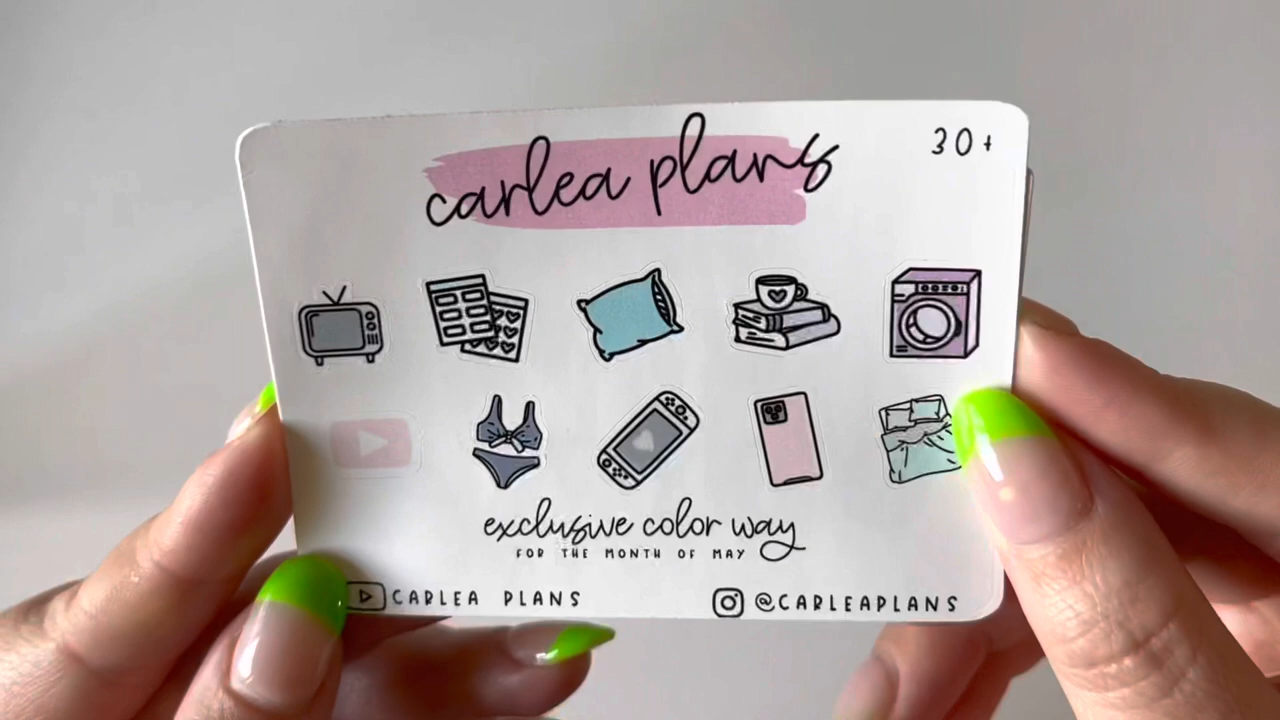 carlea plans
30+
exclusive color way
FOR THE MONTH OF MAY
CARLEA PLANS
@CARLEAPLANS